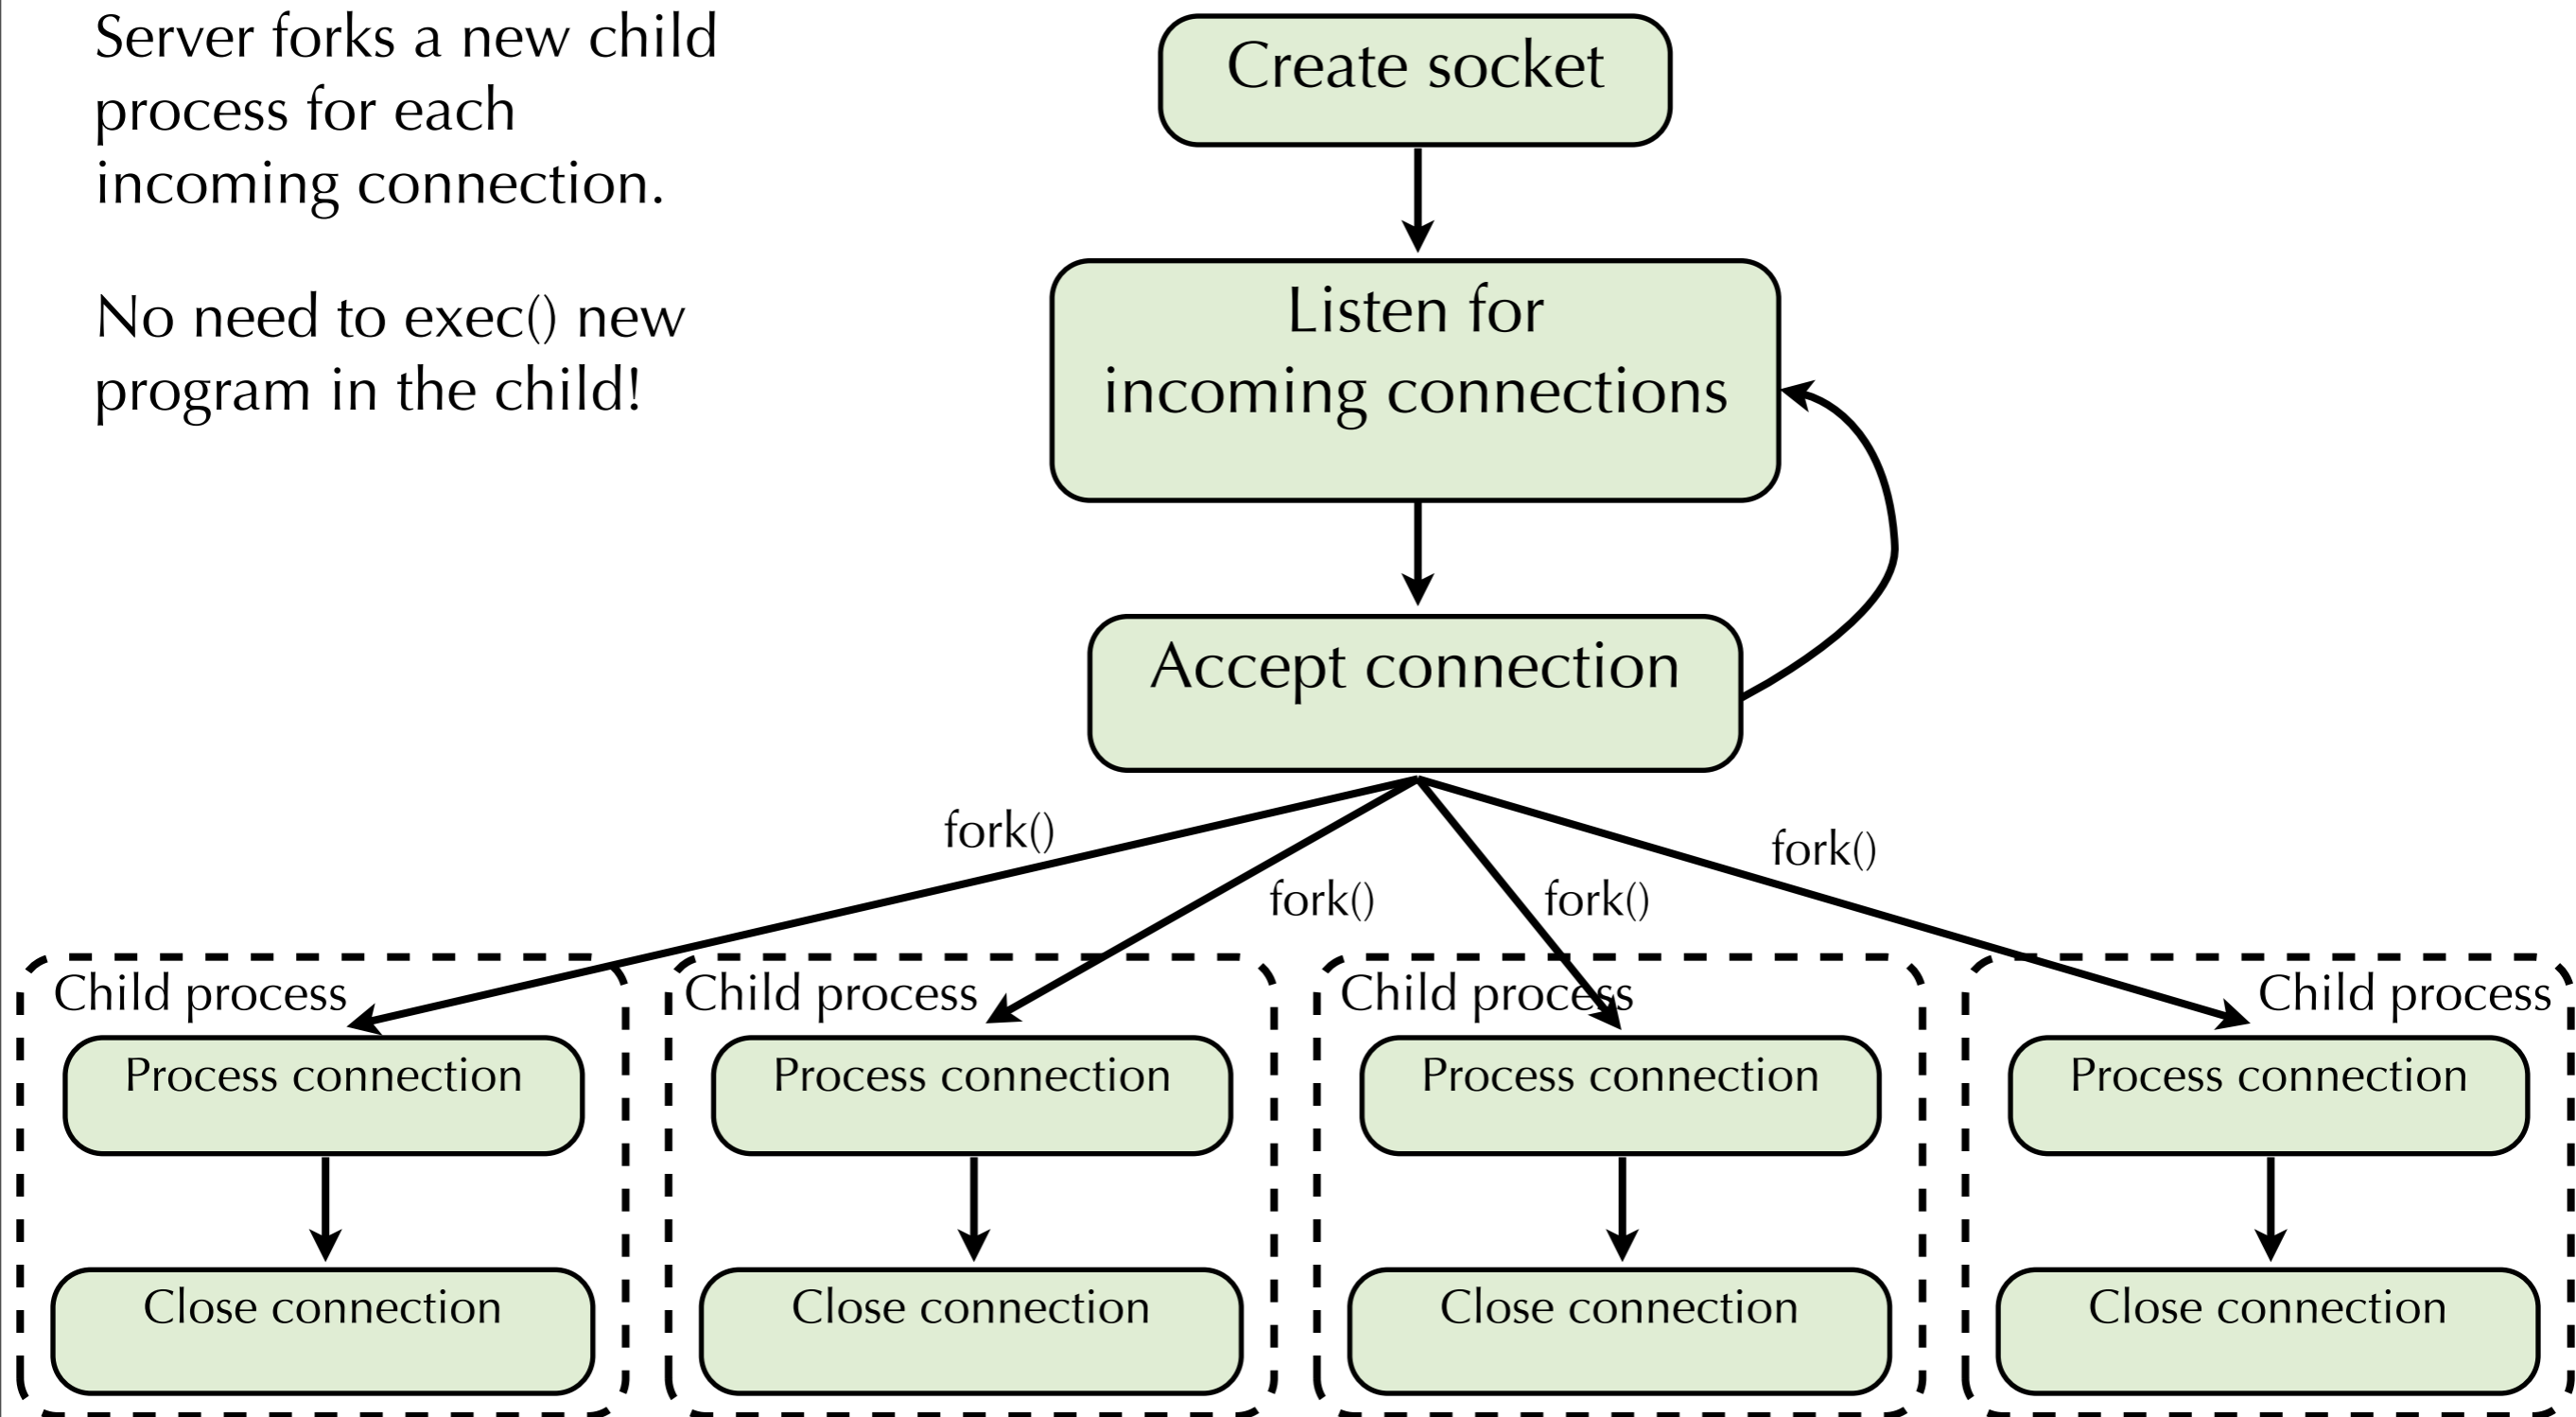 Server forks a new child
process for each
incoming connection.
No need to exec() new
program in the child!
Create socket
Listen for
incoming connections
Accept connection
fork()
fork()
fork()
fork()
Child process
Child process
Child process
Child process
Process connection
Process connection
Process connection
Process connection
Close connection
Close connection
Close connection
Close connection